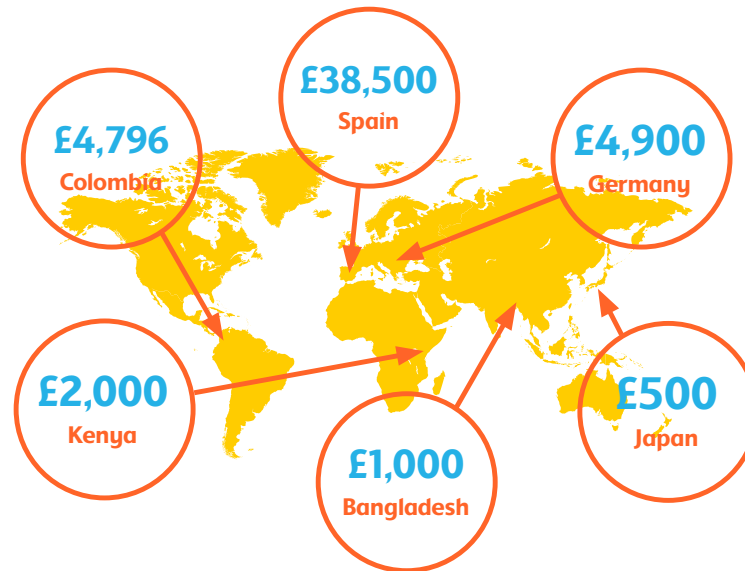 £38,500
Spain
£4,796
Colombia
£4,900
Germany
£2,000
Kenya
£500
Japan
£1,000
Bangladesh